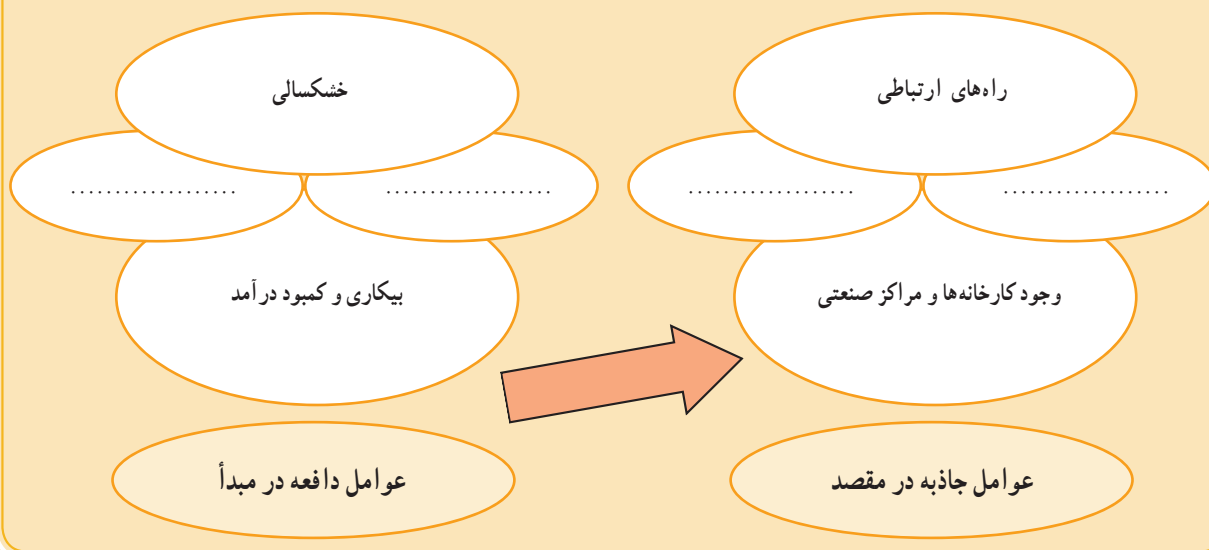 راه‌های ارتباطی
خشکسالی
...................
...................
...................
...................
وجود کارخانه‌ها و مراکز صنعتی
بیکاری و کمبود درآمد
عوامل جاذبه در مقصد
عوامل دافعه در مبدأ